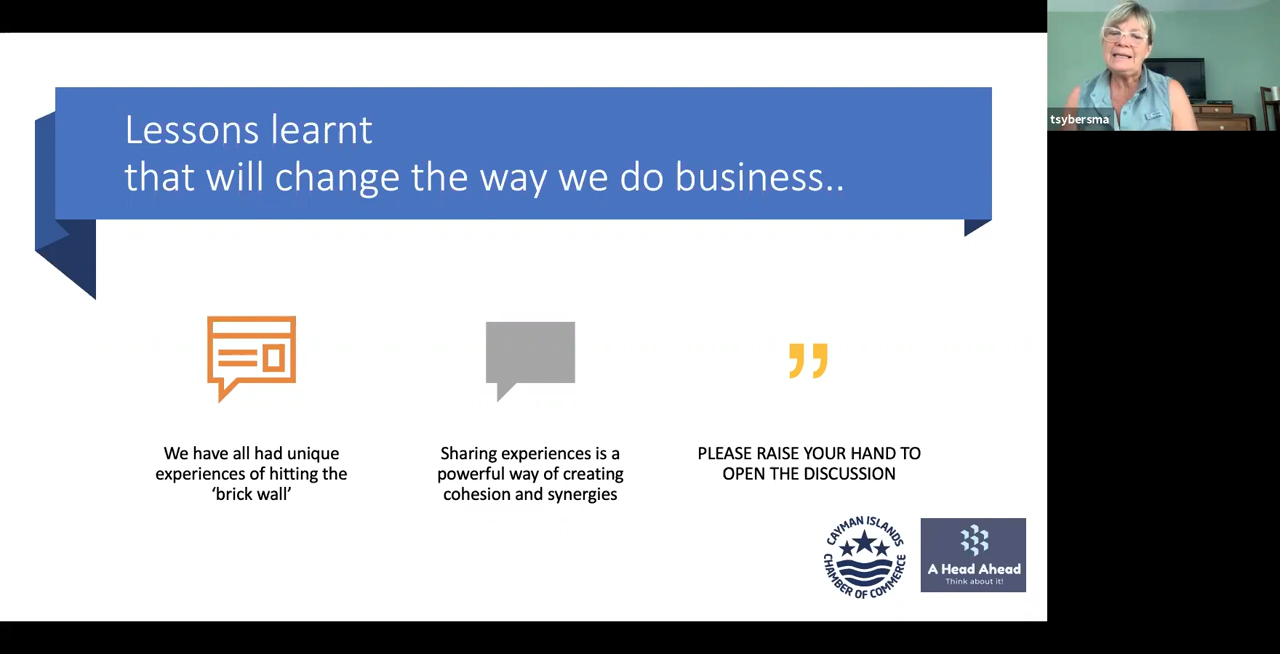 Lessons learnt
that will change the way we do business..
tsybersma
We have all had unique
experiences of hitting the
‘brick wall’
Sharing experiences is a
powerful way of creating
cohesion and synergies
”
PLEASE RAISE YOUR HAND TO
OPEN THE DISCUSSION
CAYMAN ISLANDS
CHAMBER OF COMMERCE
A Head Ahead
Think about it!